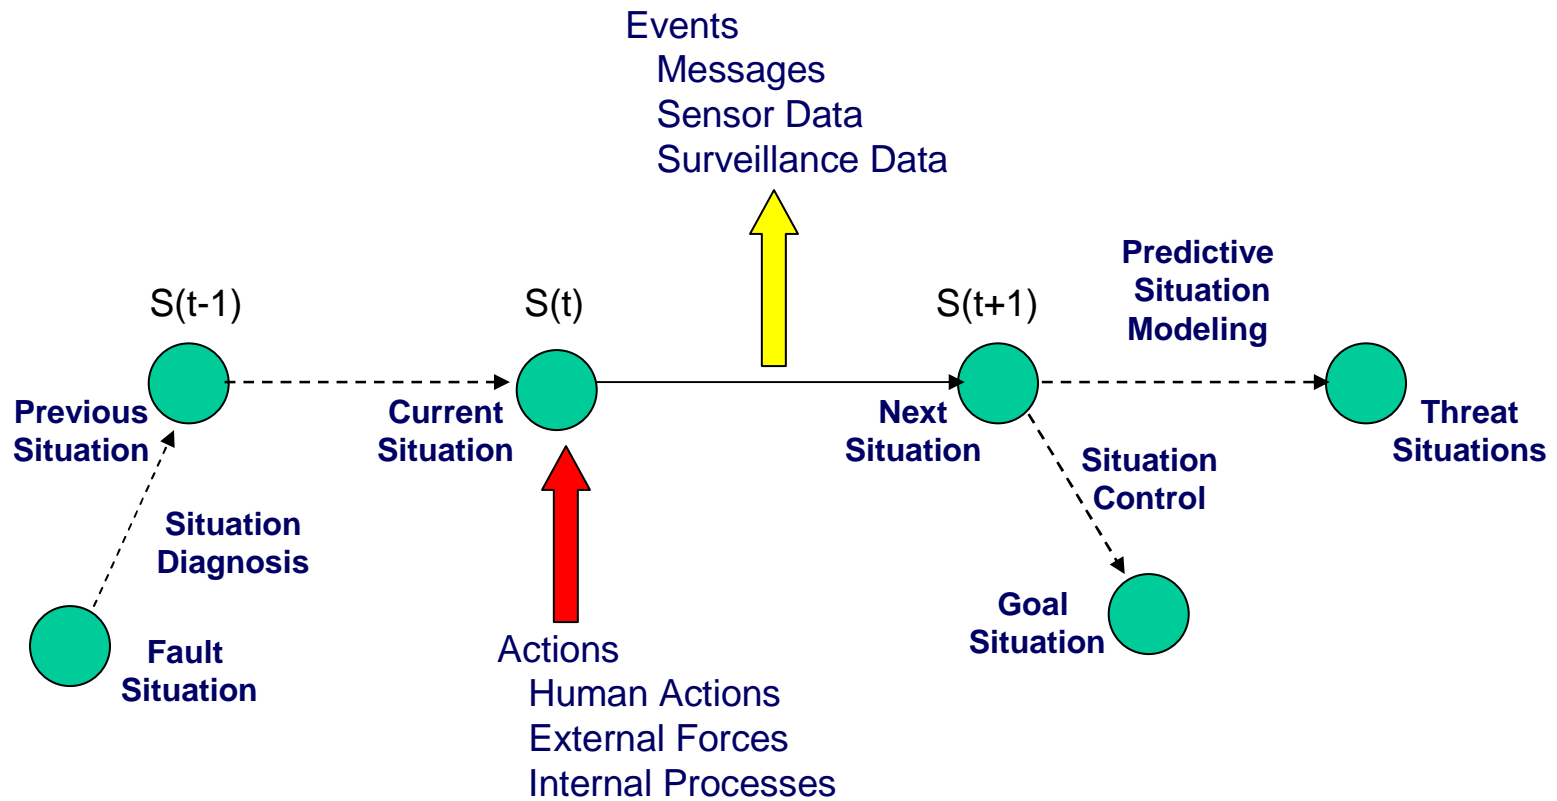 Events
Messages
Sensor Data
Surveillance Data
Predictive
Situation
Modeling
S(t-1)
S(t)
S(t+1)
Previous
Situation
Current
Situation
Next
Situation
Threat
Situations
Situation
Control
Situation
Diagnosis
Goal
Situation
Fault
Situation
Actions
Human Actions
External Forces
Internal Processes